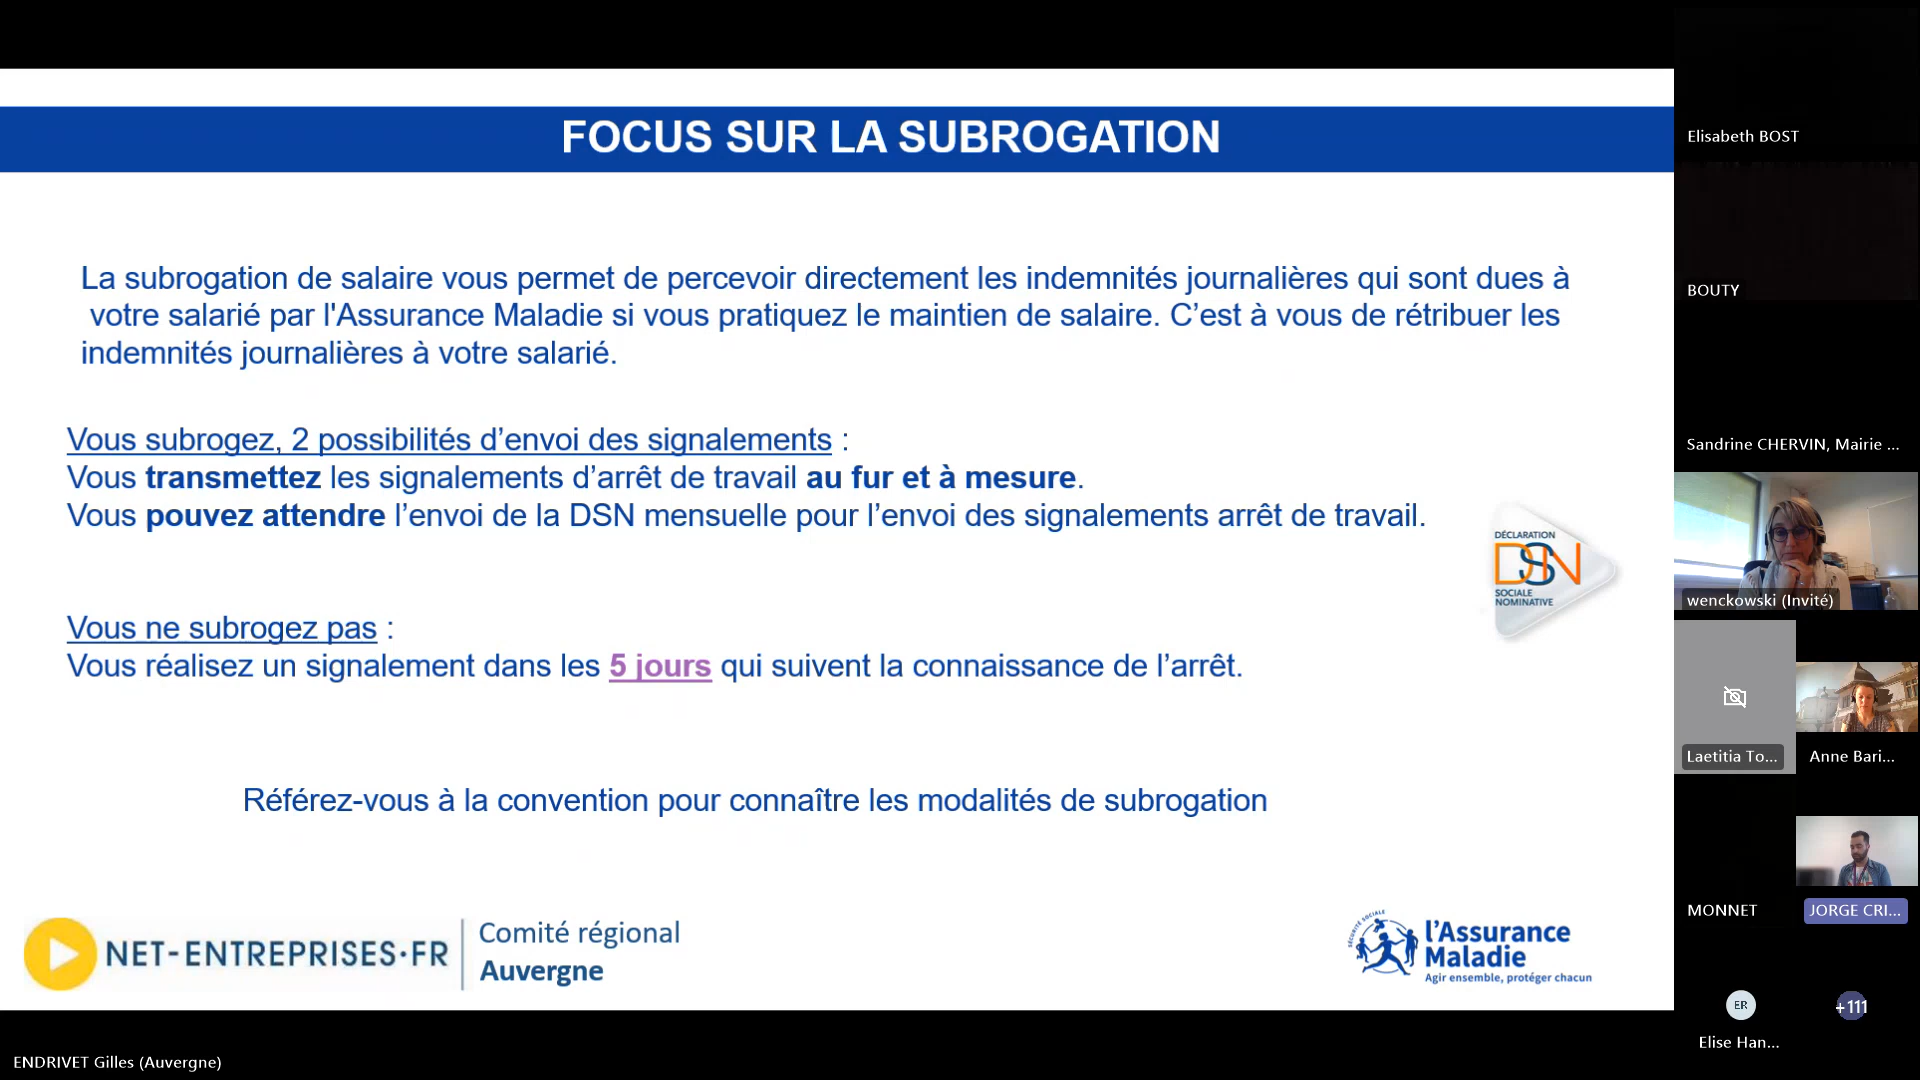 FOCUS SUR LA SUBROGATION
La subrogation de salaire vous permet de percevoir directement les indemnités journalières qui sont dues à
votre salarié par l'Assurance Maladie si vous pratiquez le maintien de salaire. C’est à vous de rétribuer les
indemnités journalières à votre salarié.
Vous subrogez, 2 possibilités d’envoi des signalements :
Vous transmettez les signalements d’arrêt de travail au fur et à mesure.
Vous pouvez attendre l’envoi de la DSN mensuelle pour l’envoi des signalements arrêt de travail.
DÉCLARATION
DSN
SOCIALE
NOMINATIVE
Vous ne subrogez pas :
Vous réalisez un signalement dans les 5 jours qui suivent la connaissance de l’arrêt.
Référez-vous à la convention pour connaître les modalités de subrogation
NET-ENTREPRISES·FR
Comité régional
Auvergne
SÉCURITÉ SOCIALE
l’Assurance
Maladie
Agir ensemble, protéger chacun
ENDRIVET Gilles (Auvergne)
Elisabeth BOST
BOUTY
Sandrine CHERVIN, Mairie ...
wenckowski (Invité)
Laetitia To...
Anne Bari...
MONNET
JORGE CRI...
ER
+111
Elise Han...